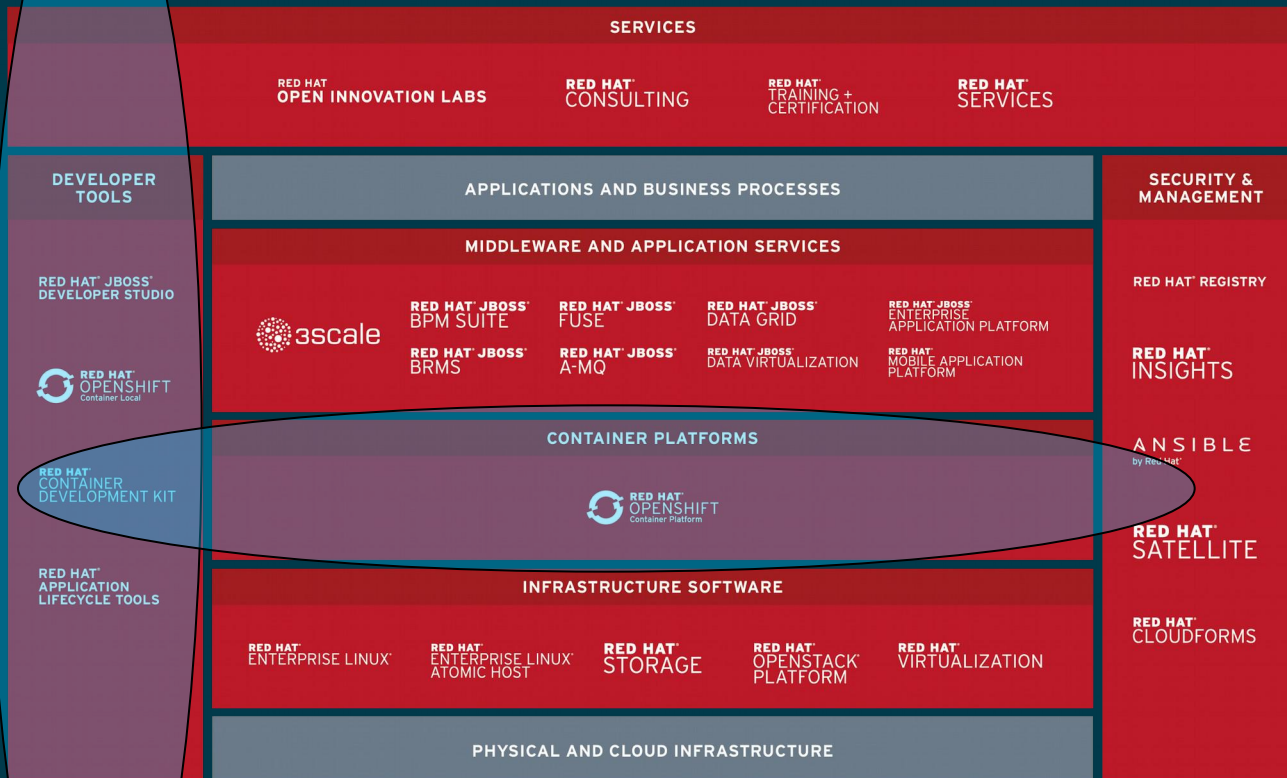 SERVICES
RED HAT
OPEN INNOVATION LABS
RED HAT®
CONSULTING
RED HAT®
TRAINING +
CERTIFICATION
RED HAT®
SERVICES
DEVELOPER
TOOLS
RED HAT® JBOSS®
DEVELOPER STUDIO
RED HAT®
OPENSHIFT
Container Local
RED HAT®
CONTAINER
DEVELOPMENT KIT
RED HAT®
APPLICATION
LIFECYCLE TOOLS
APPLICATIONS AND BUSINESS PROCESSES
MIDDLEWARE AND APPLICATION SERVICES
3scale
RED HAT® JBOSS®
BPM SUITE
RED HAT® JBOSS®
FUSE
RED HAT® JBOSS®
DATA GRID
RED HAT® JBOSS®
ENTERPRISE
APPLICATION PLATFORM
RED HAT® JBOSS®
BRMS
RED HAT® JBOSS®
A-MQ
RED HAT® JBOSS®
DATA VIRTUALIZATION
RED HAT®
MOBILE APPLICATION
PLATFORM
CONTAINER PLATFORMS
RED HAT®
OPENSHIFT
Container Platform
INFRASTRUCTURE SOFTWARE
RED HAT®
ENTERPRISE LINUX®
RED HAT®
ENTERPRISE LINUX®
ATOMIC HOST
RED HAT®
STORAGE
RED HAT®
OPENSTACK®
PLATFORM
RED HAT®
VIRTUALIZATION
PHYSICAL AND CLOUD INFRASTRUCTURE
SECURITY &
MANAGEMENT
RED HAT® REGISTRY
RED HAT®
INSIGHTS
ANSIBLE
by Red Hat®
RED HAT®
SATELLITE
RED HAT®
CLOUDFORMS